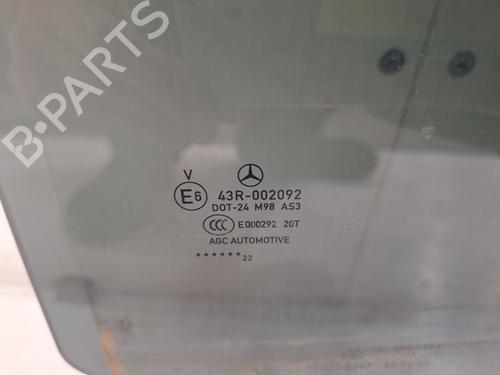 B-PARTS
V
E6 43R-002092
DOT-24 M98 AS3
CCC E000292 20T
AGC AUTOMOTIVE
•••••• 22